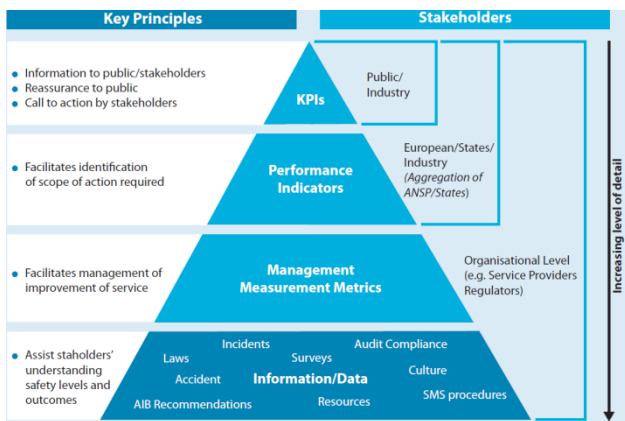 Key Principles
Stakeholders
• Information to public/stakeholders
• Reassurance to public
• Call to action by stakeholders
KPIs
Public/
Industry
• Facilitates identification
of scope of action required
Performance
Indicators
European/States/
Industry
(Aggregation of
ANSP/States)
• Facilitates management of
improvement of service
Management
Measurement Metrics
Organisational Level
(e.g. Service Providers
Regulators)
• Assist staholders'
understanding
safety levels and
outcomes
Incidents
Audit Compliance
Laws
Surveys
Culture
Accident
Information/Data
AIB Recommendations
Resources
SMS procedures
Increasing level of detail